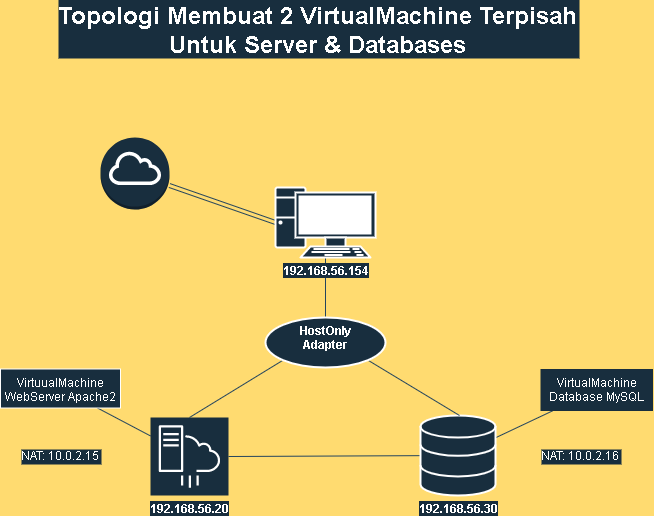 Topologi Membuat 2 VirtualMachine Terpisah
Untuk Server & Databases
192.168.56.154
HostOnly
Adapter
VirtuualMachine
WebServer Apache2
VirtualMachine
Database MySQL
NAT: 10.0.2.15
NAT: 10.0.2.16
192.168.56.20
192.168.56.30